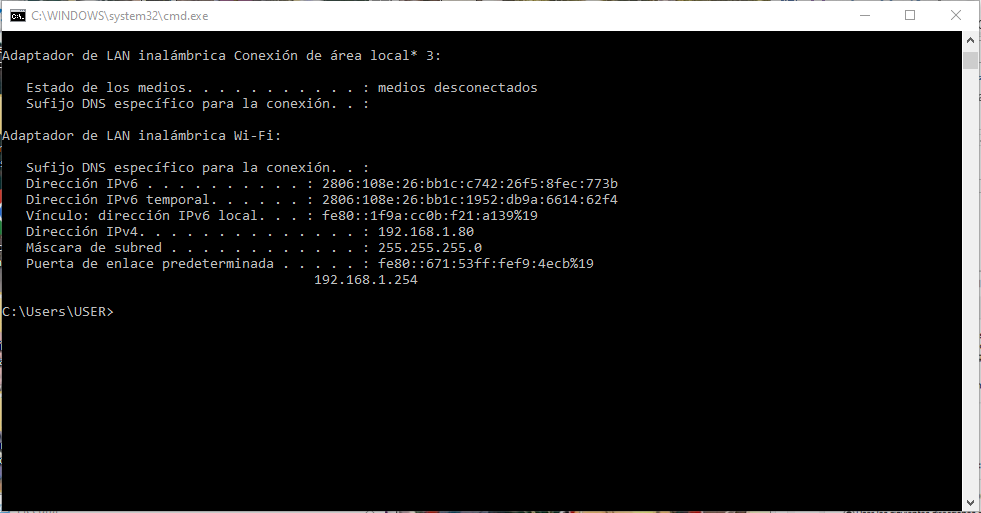 C:\WINDOWS\system32\cmd.exe
Adaptador de LAN inalámbrica Conexión de área local* 3:
Estado de los medios. . . . . . . . . . . : medios desconectados
Sufijo DNS específico para la conexión. . :
Adaptador de LAN inalámbrica Wi-Fi:
Sufijo DNS específico para la conexión. . :
Dirección IPv6 . . . . . . . . . . : 2806:108e:26:bb1c:c742:26f5:8fec:773b
Dirección IPv6 temporal. . . . . . : 2806:108e:26:bb1c:1952:db9a:6614:62f4
Vínculo: dirección IPv6 local. . . : fe80::1f9a:cc0b:f21:a139%19
Dirección IPv4. . . . . . . . . . . . . . : 192.168.1.80
Máscara de subred . . . . . . . . . . . . : 255.255.255.0
Puerta de enlace predeterminada . . . . . : fe80::671:53ff:fef9:4ecb%19
192.168.1.254
C:\Users\USER>